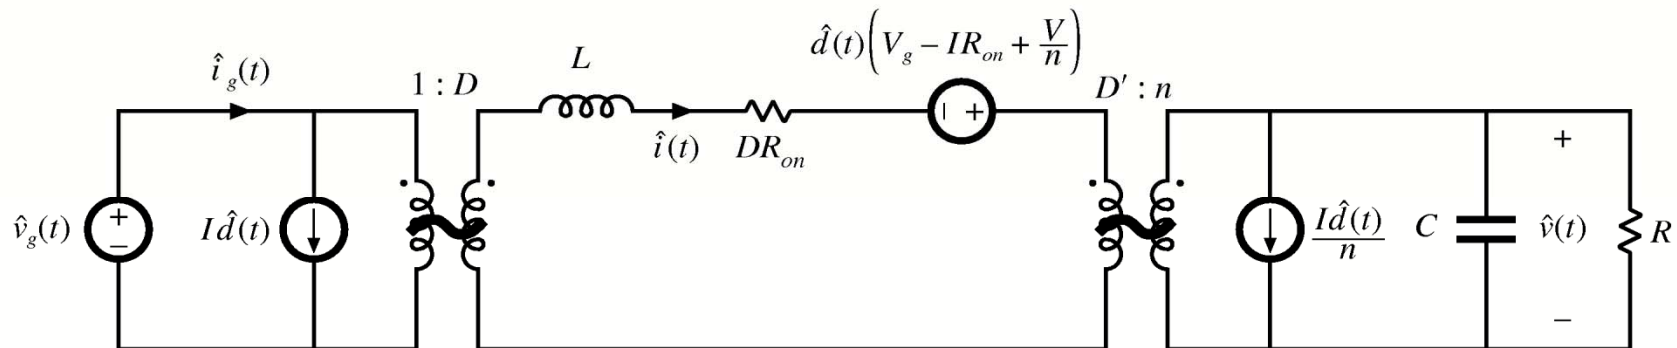 î_g(t)
1 : D
L
î(t)
DR_on
d̂(t)(V_g – IR_on + V/n)
– +
D′ : n
v̂_g(t)
+
–
Id̂(t)
Id̂(t)/n
C
+
v̂(t)
–
R